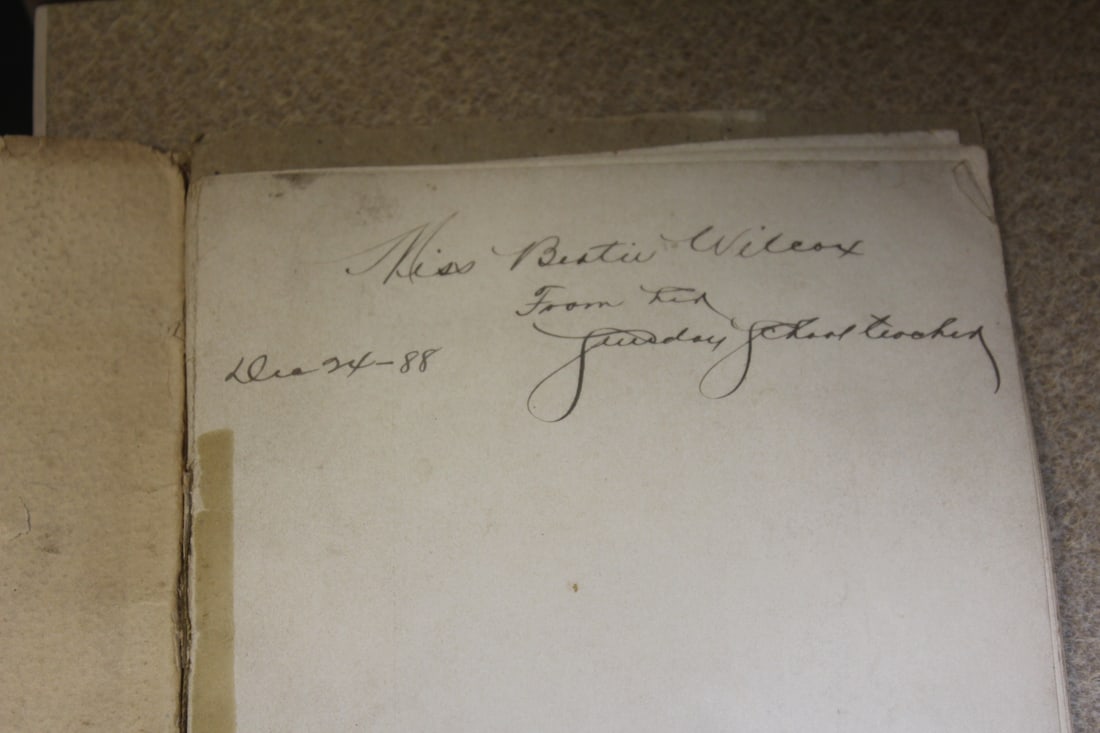 Miss Bertie Wilcox
From her
Sunday School teacher
Dec 24-88